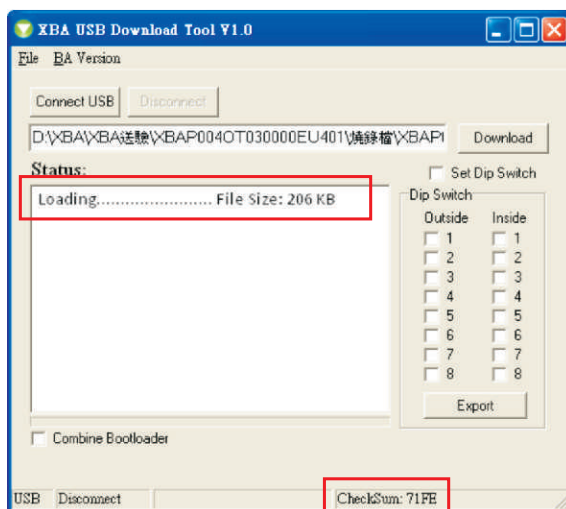 XBA USB Download Tool V1.0
File BA Version
Connect USB Disconnect
D:\XBA\XBA送驗\XBAP004OT030000EU401\燒錄檔\XBAP1 Download
Status: Set Dip Switch
Loading........................ File Size: 206 KB
Dip Switch
Outside Inside
1 1
2 2
3 3
4 4
5 5
6 6
7 7
8 8
Export
Combine Bootloader
USB Disconnect CheckSum: 71FE